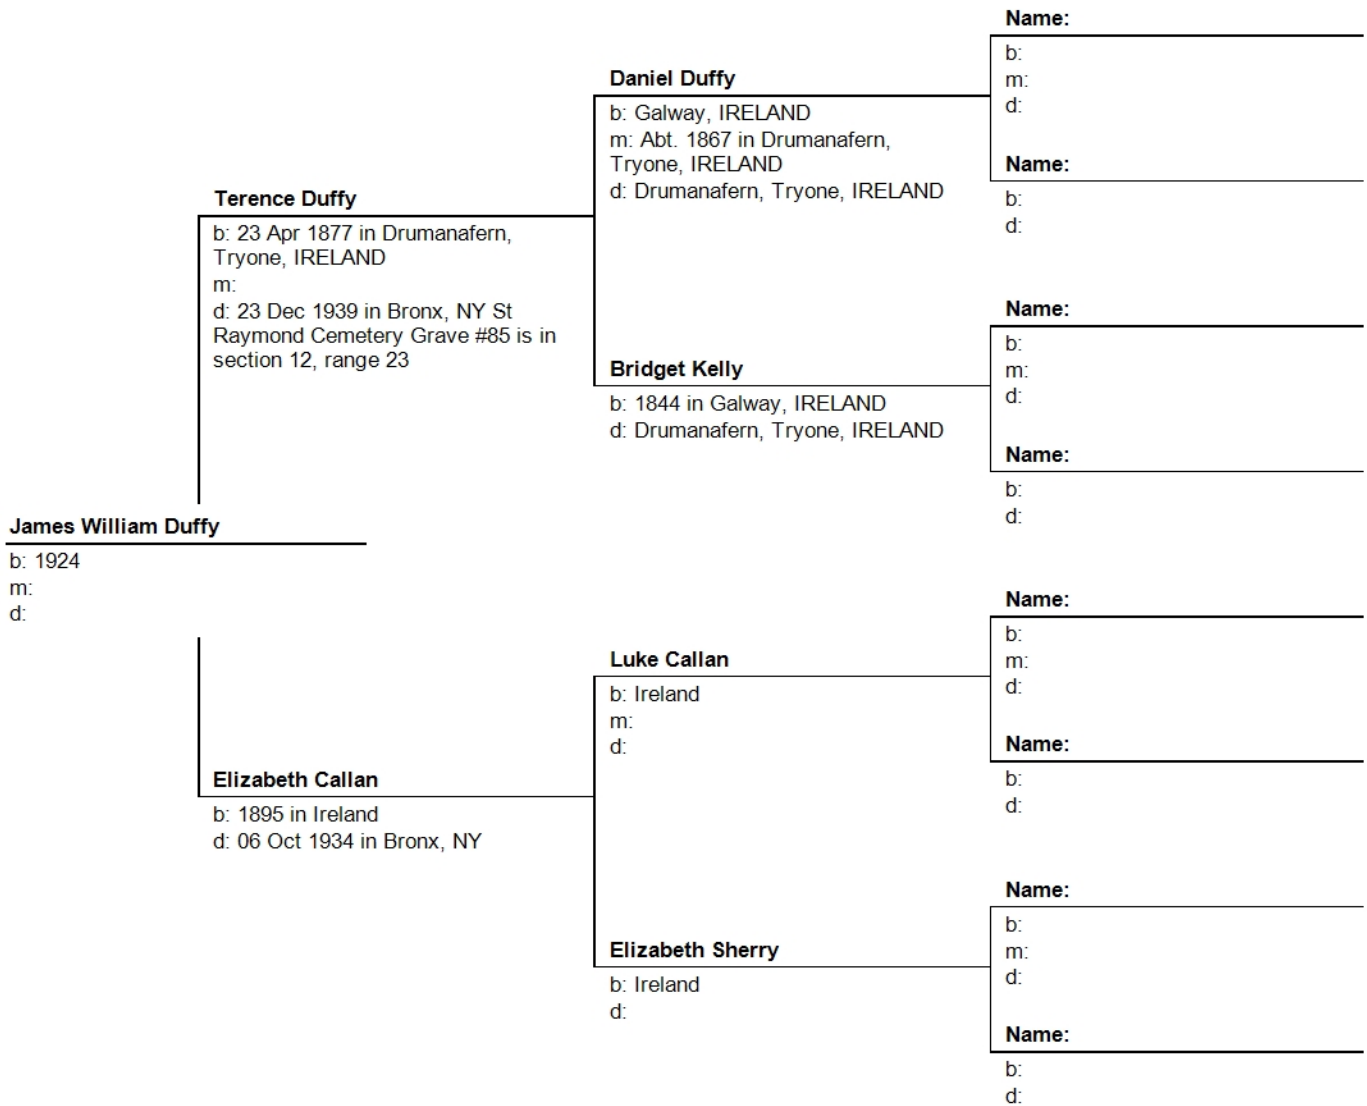 James William Duffy
b: 1924
m:
d:
Terence Duffy
b: 23 Apr 1877 in Drumanafern,
Tryone, IRELAND
m:
d: 23 Dec 1939 in Bronx, NY St
Raymond Cemetery Grave #85 is in
section 12, range 23
Elizabeth Callan
b: 1895 in Ireland
d: 06 Oct 1934 in Bronx, NY
Daniel Duffy
b: Galway, IRELAND
m: Abt. 1867 in Drumanafern,
Tryone, IRELAND
d: Drumanafern, Tryone, IRELAND
Bridget Kelly
b: 1844 in Galway, IRELAND
d: Drumanafern, Tryone, IRELAND
Luke Callan
b: Ireland
m:
d:
Elizabeth Sherry
b: Ireland
d:
Name:
b:
m:
d:
Name:
b:
d:
Name:
b:
m:
d:
Name:
b:
d:
Name:
b:
m:
d:
Name:
b:
d:
Name:
b:
m:
d:
Name:
b:
d: